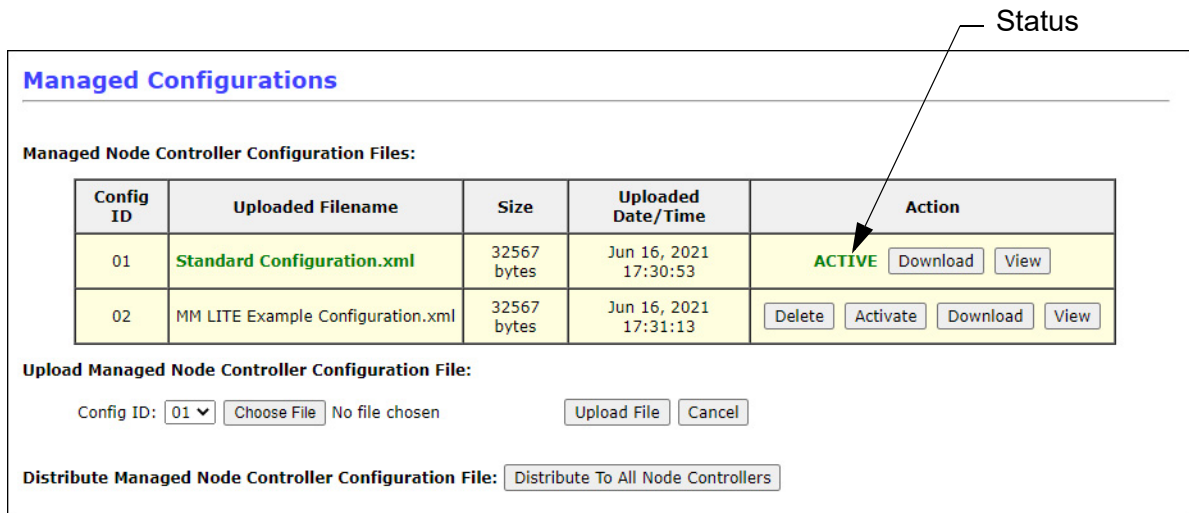 Status
Managed Configurations
Managed Node Controller Configuration Files:
Config ID Uploaded Filename Size Uploaded Date/Time Action
01 Standard Configuration.xml 32567 bytes Jun 16, 2021 17:30:53 ACTIVE Download View
02 MM LITE Example Configuration.xml 32567 bytes Jun 16, 2021 17:31:13 Delete Activate Download View
Upload Managed Node Controller Configuration File:
Config ID: 01 Choose File No file chosen Upload File Cancel
Distribute Managed Node Controller Configuration File: Distribute To All Node Controllers